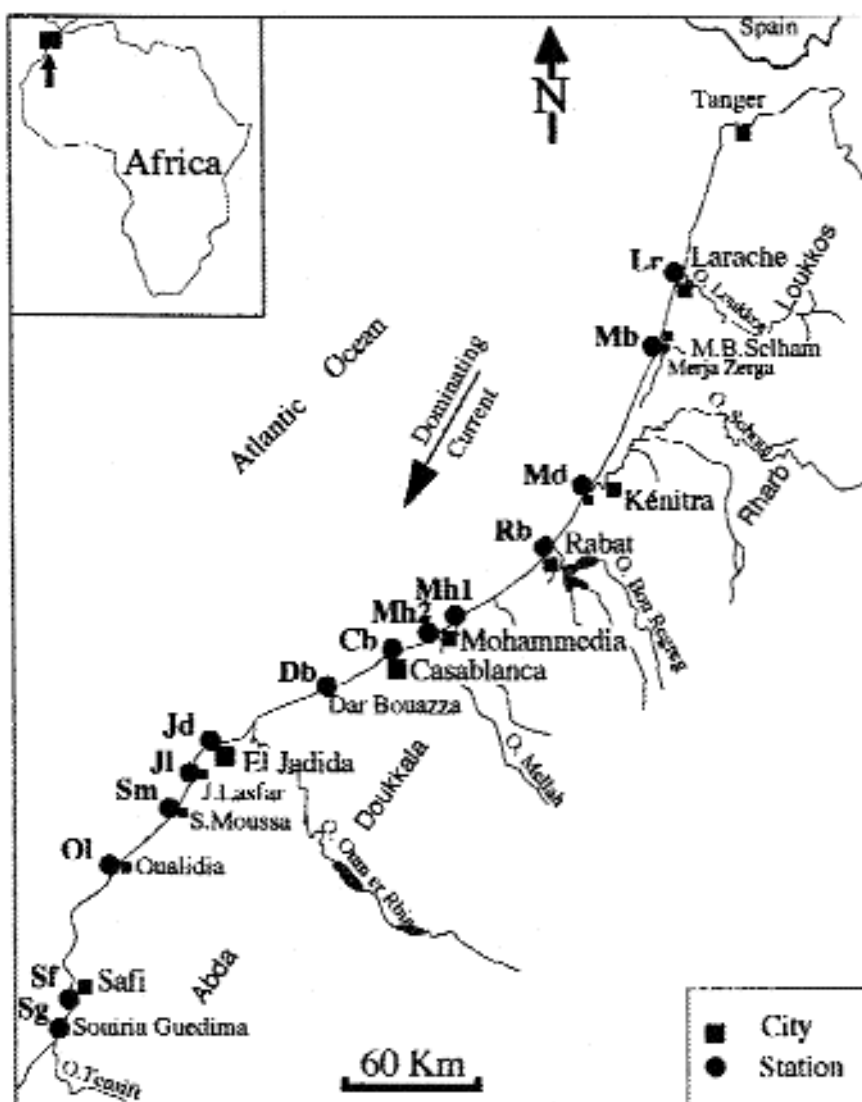 Spain
Tanger
N
Africa
Lr
Larache
O. Loukkos
Loukkos
Mb
M.B.Selham
Merja Zerga
Atlantic Ocean
Dominating
Current
O. Sebou
Rharb
Md
Kénitra
Rb
Rabat
O. Bou Regreg
Mh1
Mh2
Mohammedia
Cb
Casablanca
Db
Dar Bouazza
O. Mellah
Jd
El Jadida
Jl
J.Lasfar
Doukkala
Sm
S.Moussa
O. Oum er Rbia
Ol
Oualidia
Abda
Sf
Safi
Sg
Souiria Guedima
O.Tensift
60 Km
City
Station